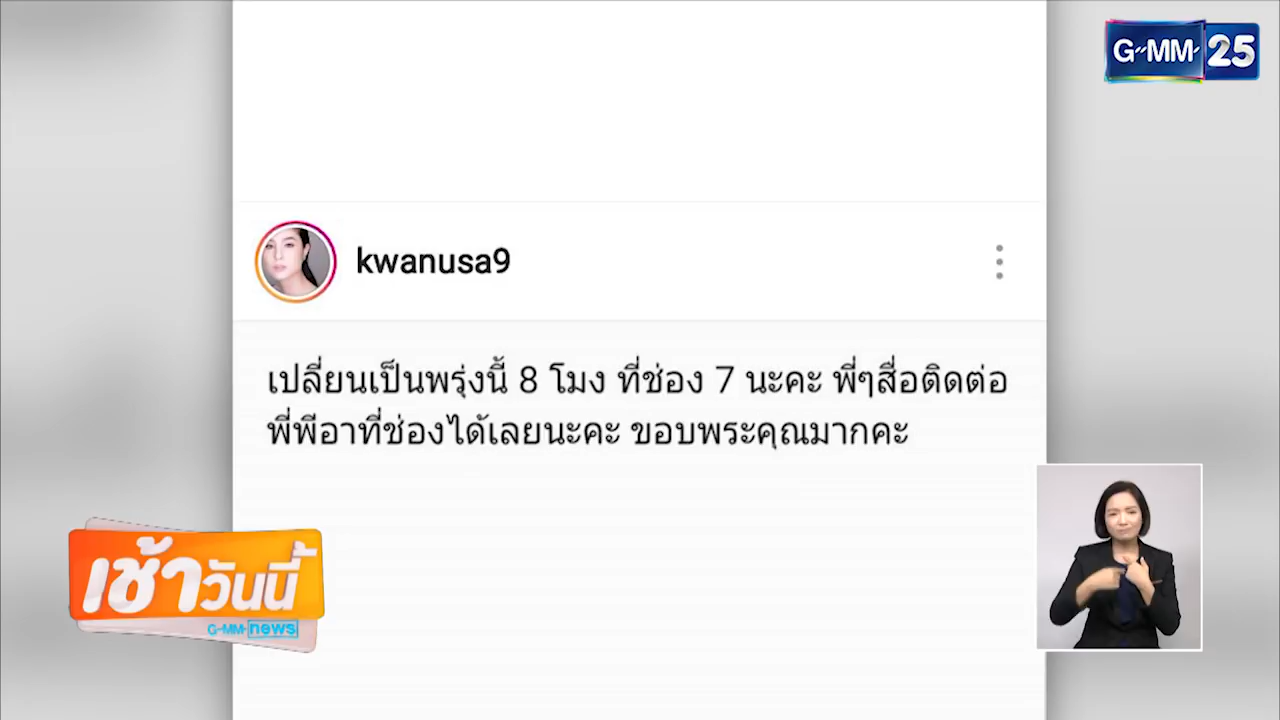 G-MM- 25
kwanusa9
เปลี่ยนเป็นพรุ่งนี้ 8 โมง ที่ช่อง 7 นะคะ พี่ๆสื่อติดต่อ
พี่พีอาที่ช่องได้เลยนะคะ ขอบพระคุณมากคะ
เช้าวันนี้
G-MM- news